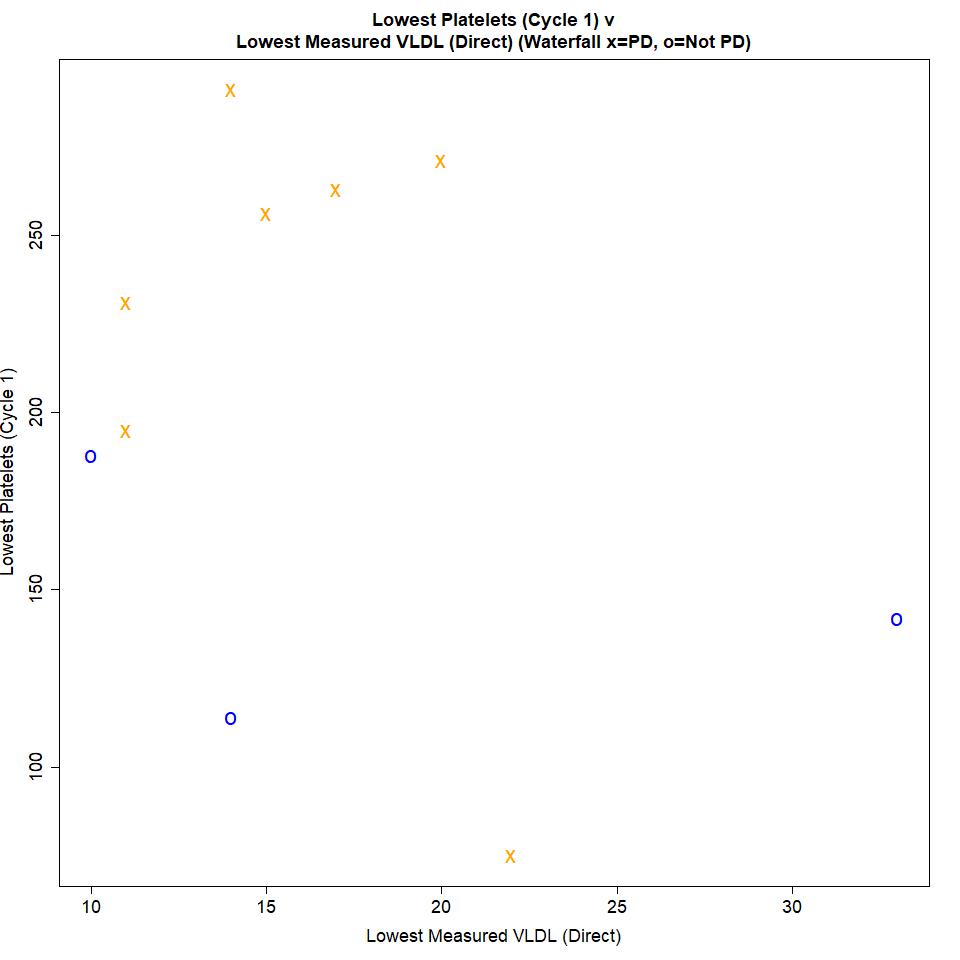 Lowest Platelets (Cycle 1) v
Lowest Measured VLDL (Direct) (Waterfall x=PD, o=Not PD)
Lowest Platelets (Cycle 1)
250
200
150
100
X
X
X
X
X
X
O
O
O
X
10
15
20
25
30
Lowest Measured VLDL (Direct)